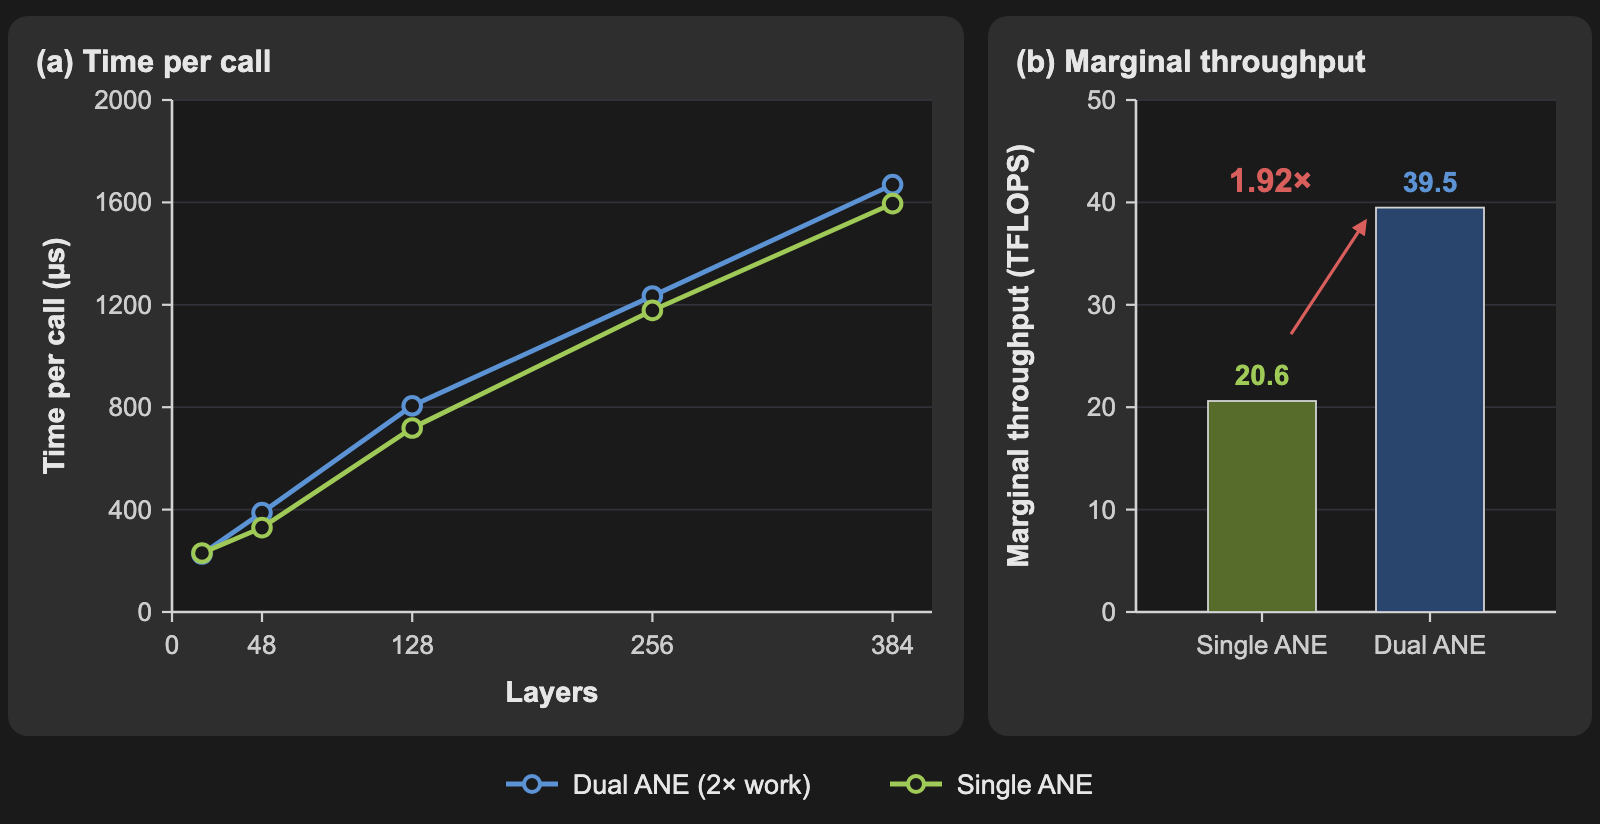 (a) Time per call
2000
1600
1200
800
400
0
Time per call (µs)
0 48 128 256 384
Layers
(b) Marginal throughput
50
40
30
20
10
0
Marginal throughput (TFLOPS)
1.92×
39.5
20.6
Single ANE Dual ANE
Dual ANE (2× work) Single ANE